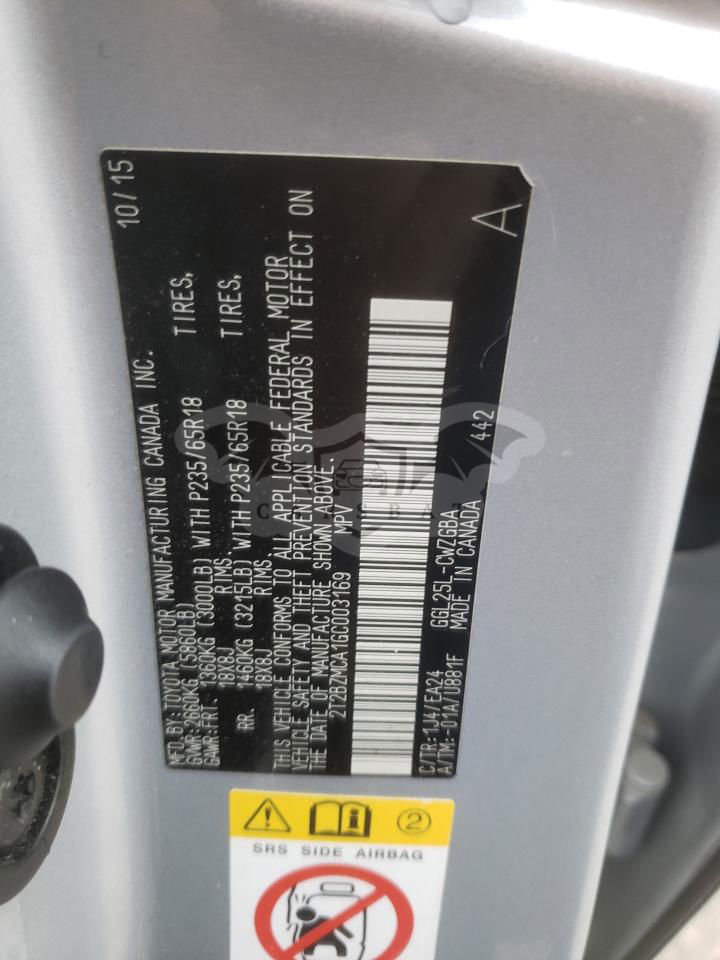 MFD. BY: TOYOTA MOTOR MANUFACTURING CANADA INC. 10/15
GVWR: 2660KG (5860LB)
GAWR: FRT. 1360KG (3000LB) WITH P235/65R18 TIRES,
18X8J RIMS,
RR. 1460KG (3215LB) WITH P235/65R18 TIRES,
18X8J RIMS
THIS VEHICLE CONFORMS TO ALL APPLICABLE FEDERAL MOTOR
VEHICLE SAFETY AND THEFT PREVENTION STANDARDS IN EFFECT ON
THE DATE OF MANUFACTURE SHOWN ABOVE.
2T2BZMCA1GC003169 MPV
C/TR: 1J4/EA24 GGL25L-CWZGBA
A/TM: -01A/U881F MADE IN CANADA 442 A
2
SRS SIDE AIRBAG